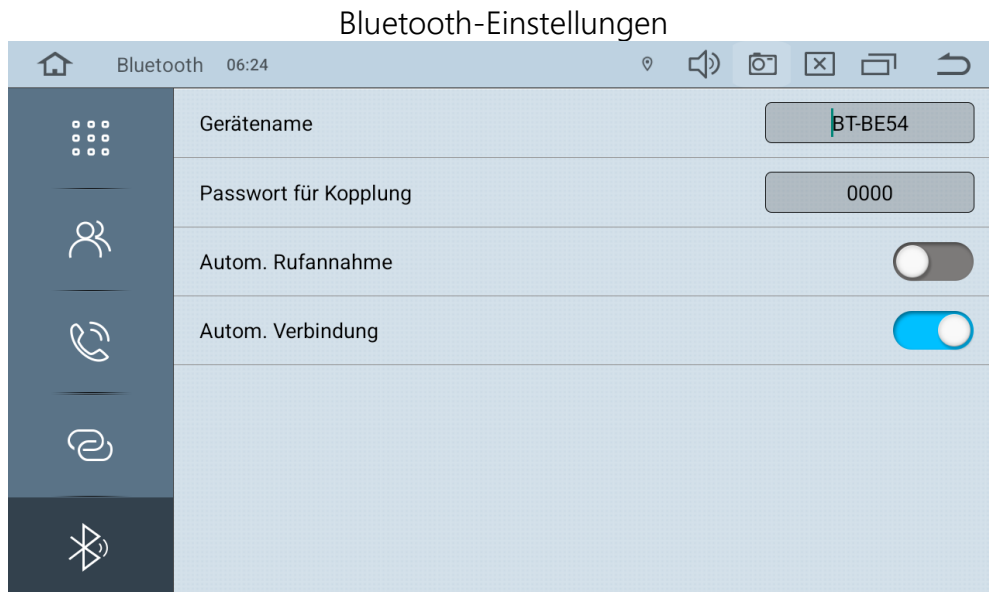 Bluetooth-Einstellungen
Bluetooth 06:24
Gerätename BT-BE54
Passwort für Kopplung 0000
Autom. Rufannahme
Autom. Verbindung